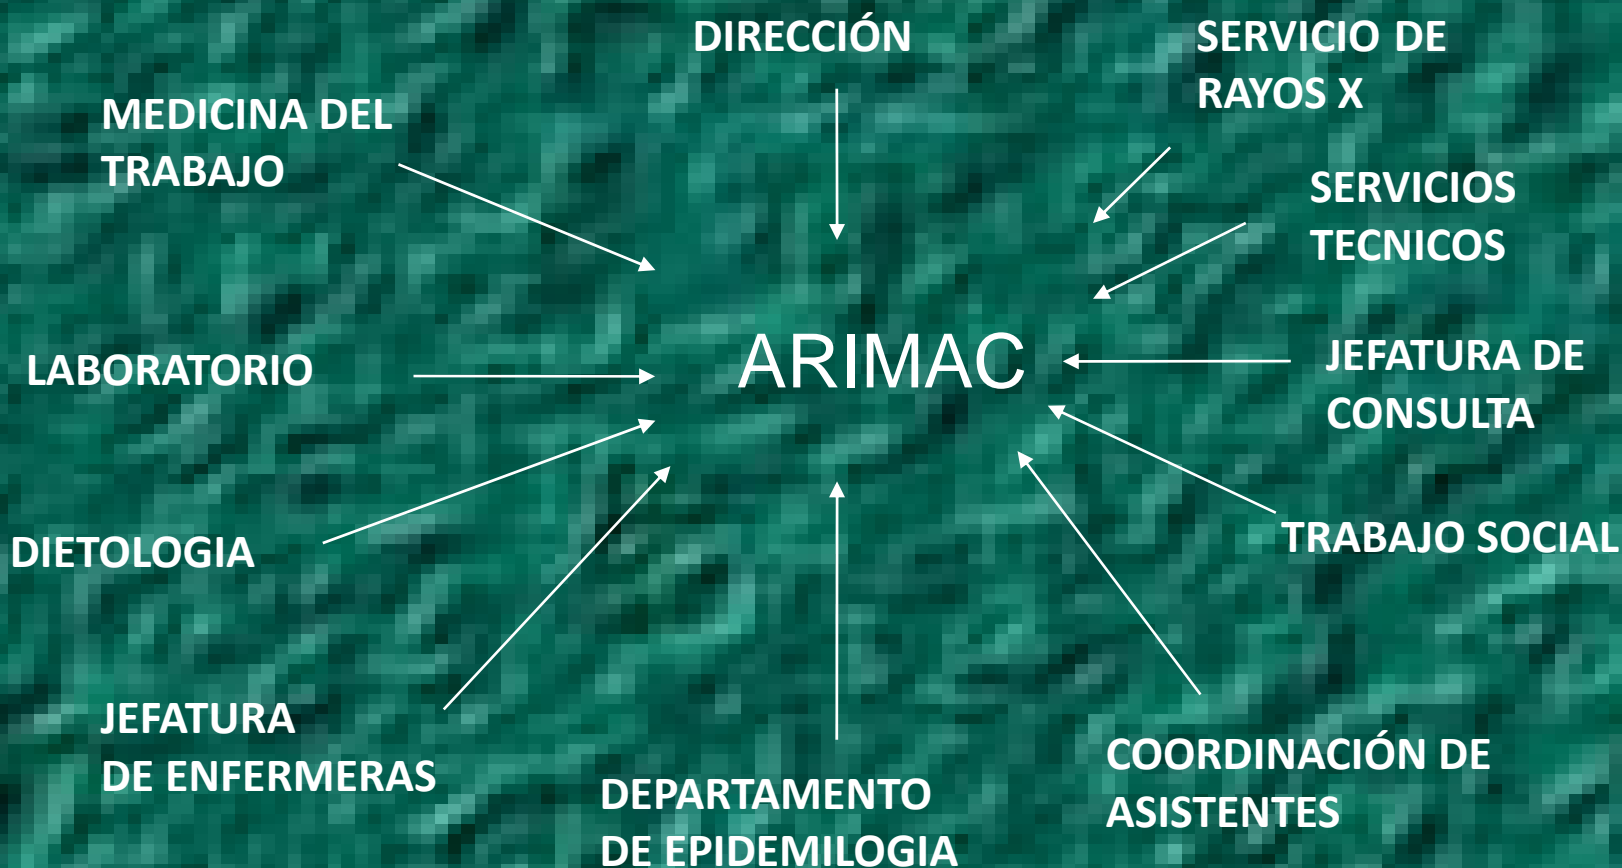 DIRECCIÓN
SERVICIO DE
RAYOS X
MEDICINA DEL
TRABAJO
SERVICIOS
TECNICOS
LABORATORIO
ARIMAC
JEFATURA DE
CONSULTA
DIETOLOGIA
TRABAJO SOCIAL
JEFATURA
DE ENFERMERAS
DEPARTAMENTO
DE EPIDEMILOGIA
COORDINACIÓN DE
ASISTENTES